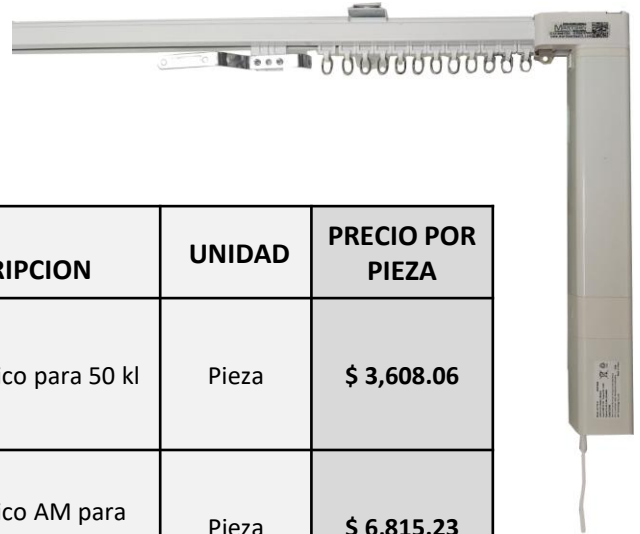 RIPCION
UNIDAD
PRECIO POR
PIEZA
ico para 50 kl
Pieza
$ 3,608.06
ico AM para
Pieza
$ 6,815.23